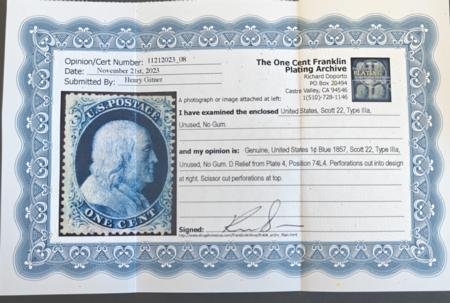 Opinion/Cert Number: 11212023_08
Date: November 21st, 2023
Submitted By: Henry Gitner
The One Cent Franklin
Plating Archive
Richard Doporto
PO Box 20494
Castro Valley, CA 94546
1(510)-728-1146
PLATING
A photograph or image attached at left:
I have examined the enclosed United States, Scott 22, Type IIIa,
Unused, No Gum.
and my opinion is: Genuine, United States 1¢ Blue 1857, Scott 22, Type IIIa,
Unused, No Gum. D Relief from Plate 4, Position 74L4. Perforations cut into design
at right. Scissor cut perforations at top.
U.S. POSTAGE
ONE CENT
Signed: